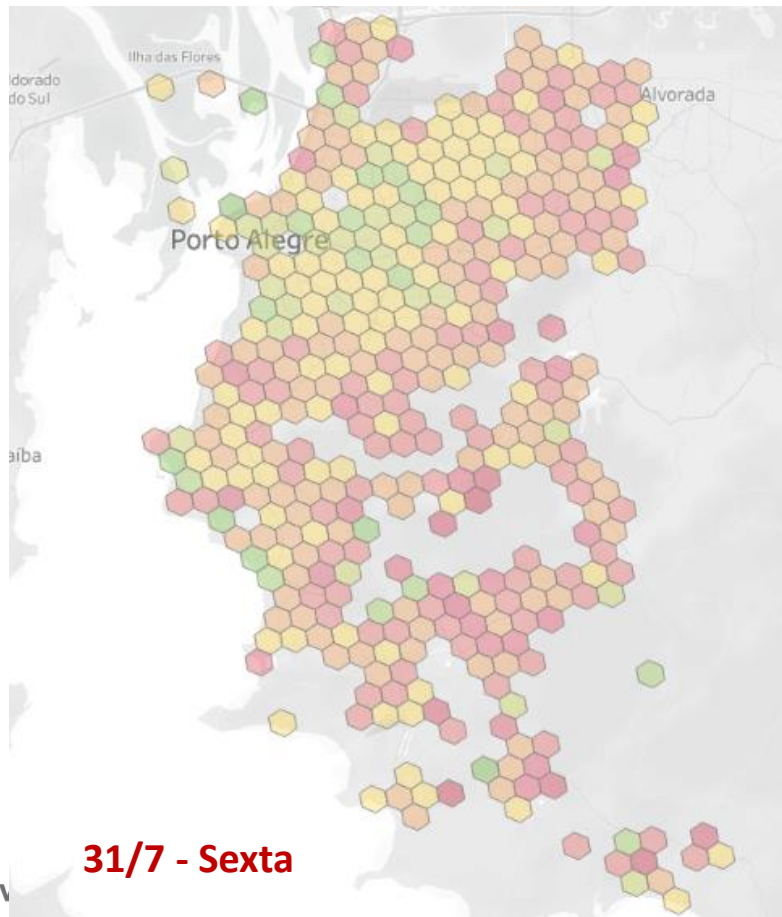 Ilha das Flores
ldorado
do Sul
Alvorada
Porto Alegre
aíba
31/7 - Sexta